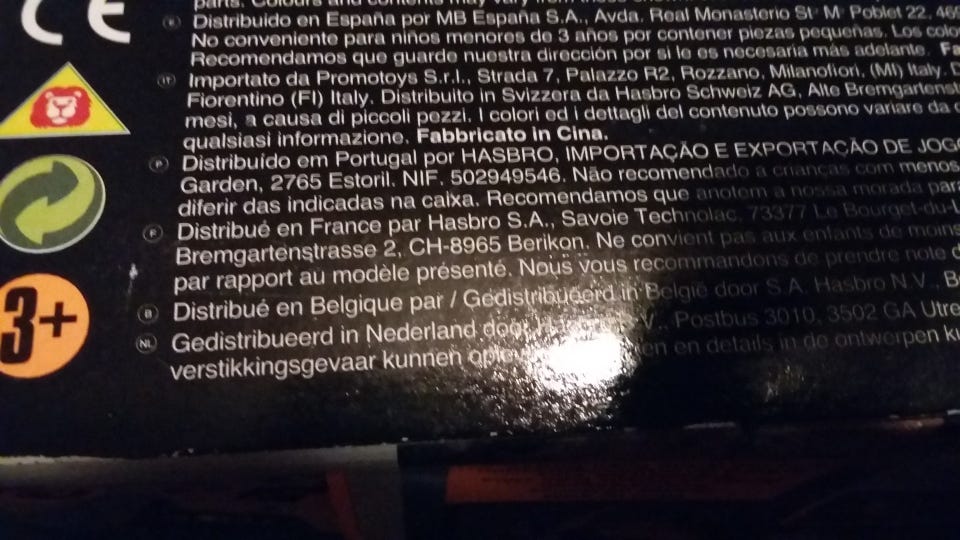 parts. Colours and contents may vary from those
CE
Distribuido en España por MB España S.A., Avda. Real Monasterio Stª Mª Poblet 22,
No conveniente para niños menores de 3 años por contener piezas pequeñas. Los
Recomendamos que guarde nuestra dirección por si le es necesaria más adelante.
IT Importato da Promotoys S.r.l., Strada 7, Palazzo R2, Rozzano, Milanofiori, (MI) Italy.
Fiorentino (FI) Italy. Distribuito in Svizzera da Hasbro Schweiz AG, Alte
mesi, a causa di piccoli pezzi. I colori ed i dettagli del contenuto possono variare da
qualsiasi informazione. Fabbricato in Cina.
P Distribuído em Portugal por HASBRO, IMPORTAÇÃO E EXPORTAÇÃO DE
Garden, 2765 Estoril. NIF. 502949546. Não recomendado a crianças com menos
diferir das indicadas na caixa. Recomendamos que anotem a nossa morada para
F Distribué en France par Hasbro S.A., Savoie Technolac, 73377 Le Bourget-du-
Bremgartenstrasse 2, CH-8965 Berikon. Ne convient pas aux enfants de moins
par rapport au modèle présenté. Nous vous recommandons de prendre note
B Distribué en Belgique par / Gedistribueerd in België door S.A. Hasbro N.V.,
3+
NL Gedistribueerd in Nederland door Postbus 3010, 3502 GA
verstikkingsgevaar kunnen en details in de ontwerpen